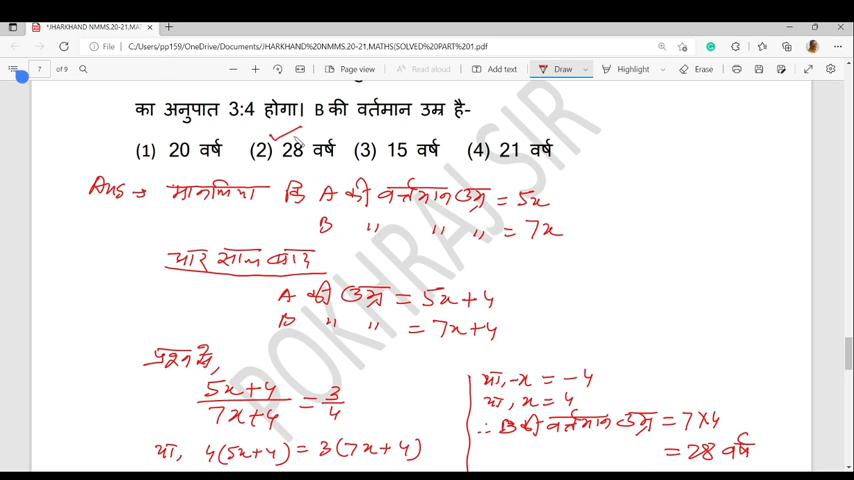 *JHARKHAND NMMS, 20-21,MATH
File | C:/Users/pp159/OneDrive/Documents/JHARKHAND%20NMMS,20-21,MATHS(SOLVED%20PART%201.pdf
7 of 9 Page view Read aloud Add text Draw Highlight Erase
का अनुपात 3:4 होगा। B की वर्तमान उम्र है-
(1) 20 वर्ष (2) 28 वर्ष (3) 15 वर्ष (4) 21 वर्ष
Ans → मानलिया कि A की वर्तमान उम्र = 5x
B " " " = 7x
चार साल बाद
A की उम्र = 5x+4
B " " = 7x+4
प्रश्न से,
5x+4/7x+4 = 3/4
या, 4(5x+4) = 3(7x+4)
या, -x = -4
या, x = 4
∴ B की वर्तमान उम्र = 7×4
= 28 वर्ष
POKHRAJ SIR